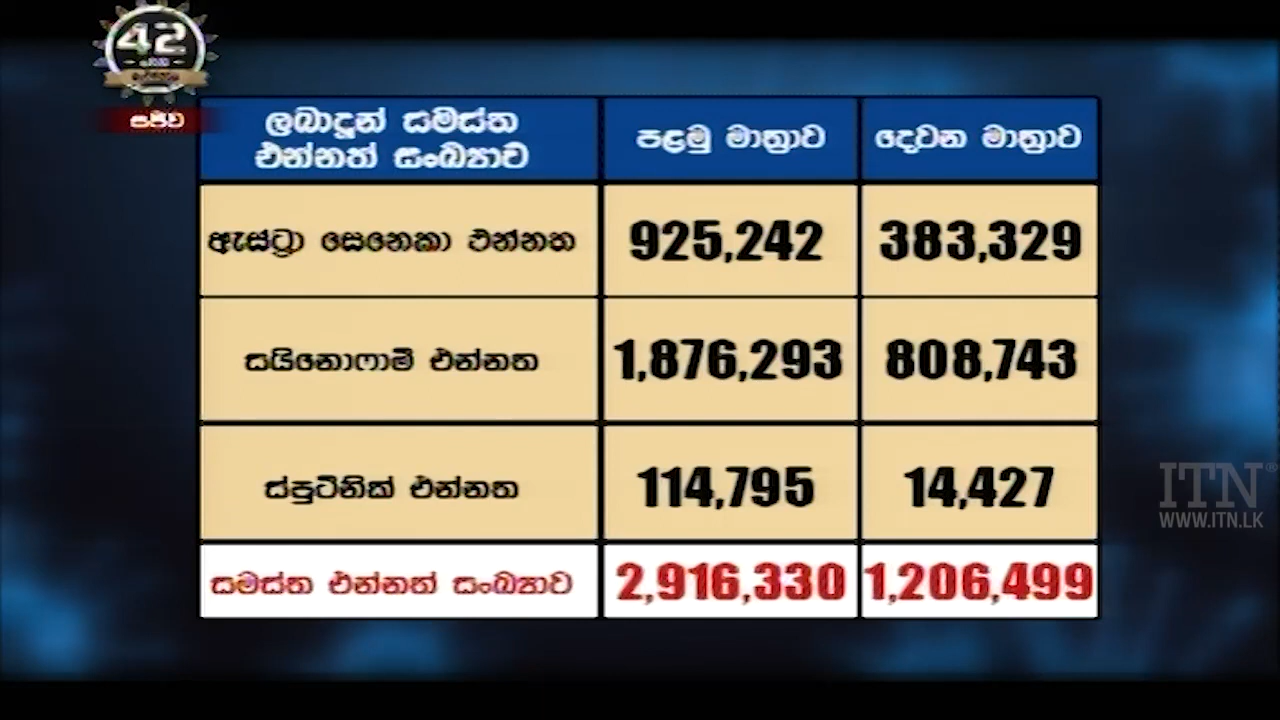 42
සජීව
ලබාදුන් සමස්ත
එන්නත් සංඛ්‍යාව
පළමු මාත්‍රාව
දෙවන මාත්‍රාව
ඇස්ට්‍රා සෙනෙකා එන්නත
925,242
383,329
සයිනොෆාම් එන්නත
1,876,293
808,743
ස්පුට්නික් එන්නත
114,795
14,427
සමස්ත එන්නත් සංඛ්‍යාව
2,916,330
1,206,499
ITN®
WWW.ITN.LK